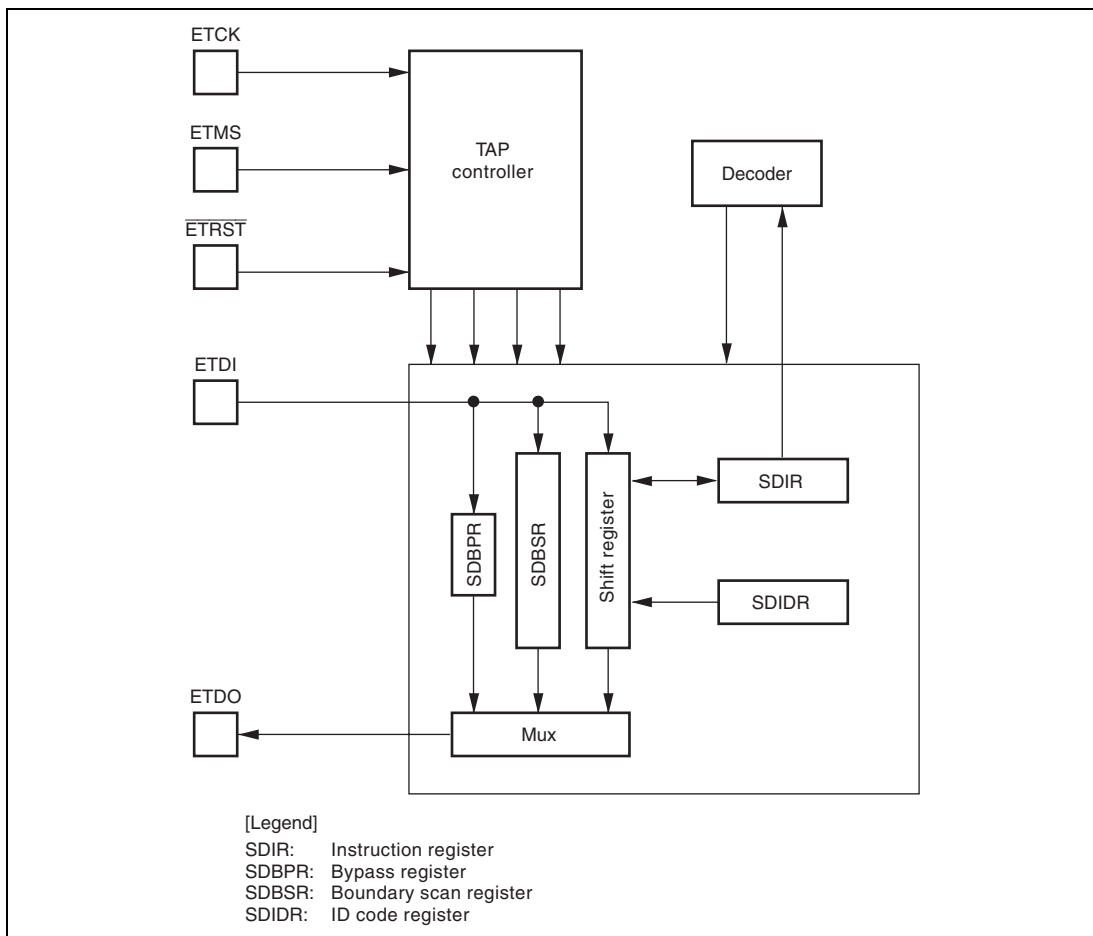 ETCK
ETMS
TAP
controller
Decoder
ETRST
ETDI
SDBPR
SDBSR
Shift register
SDIR
SDIDR
ETDO
Mux
[Legend]
SDIR: Instruction register
SDBPR: Bypass register
SDBSR: Boundary scan register
SDIDR: ID code register